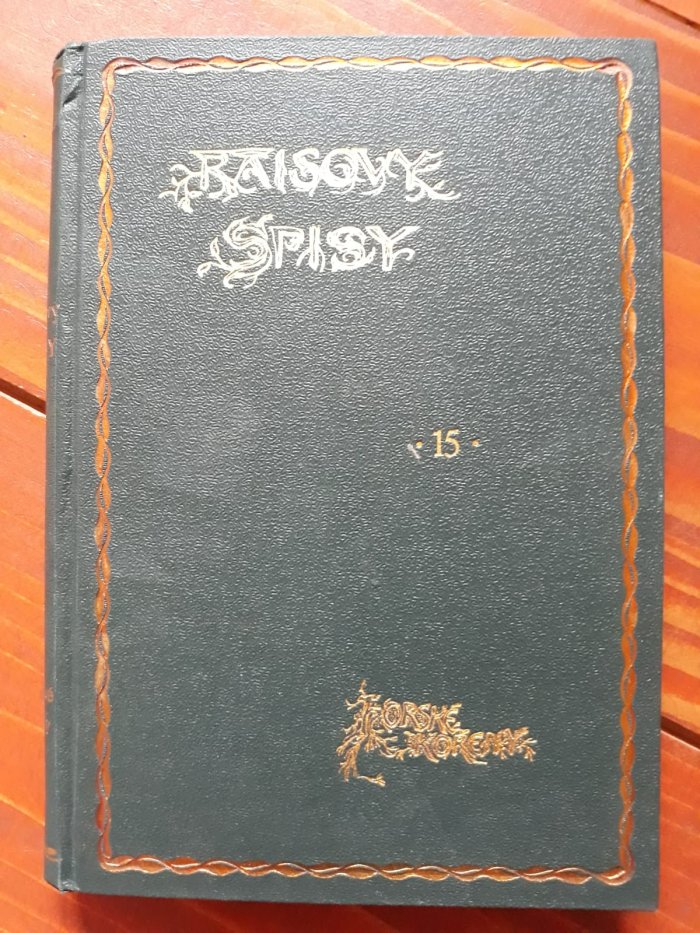 RAISOVY
SPISY
· 15 ·
HORSKÉ
KOŘENY